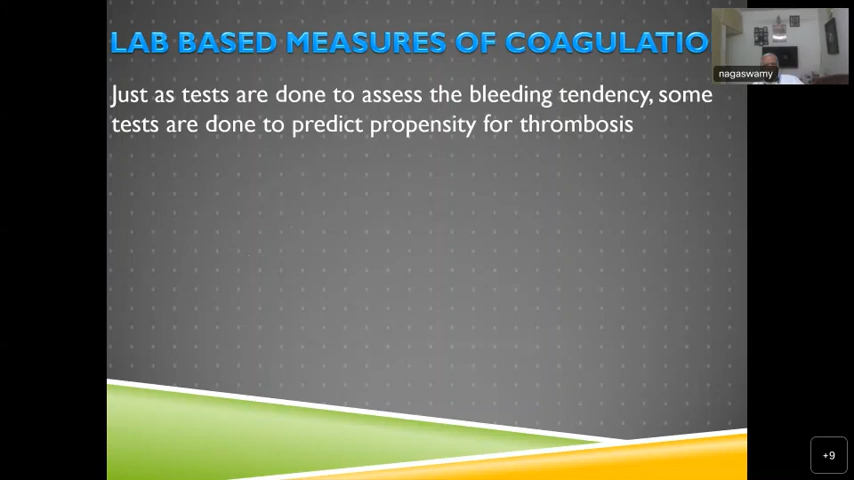 LAB BASED MEASURES OF COAGULATIO
nagaswamy
Just as tests are done to assess the bleeding tendency, some
tests are done to predict propensity for thrombosis
+9